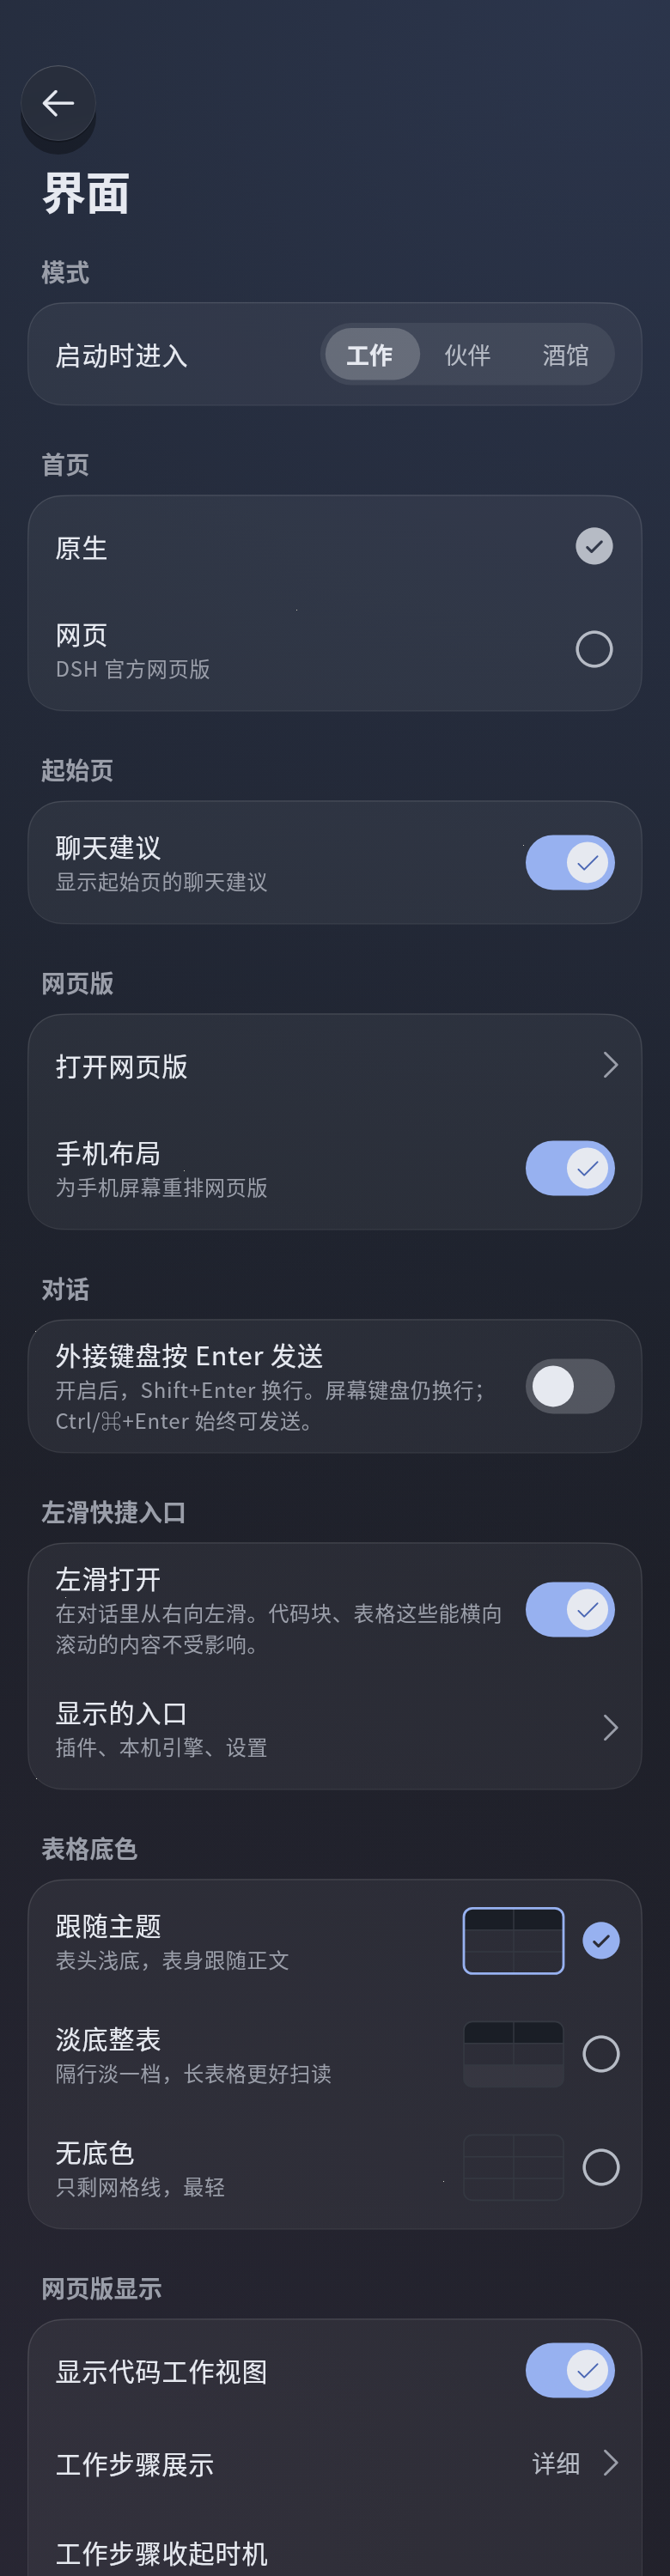 界面
模式
启动时进入 工作 伙伴 酒馆
首页
原生
网页
DSH 官方网页版
起始页
聊天建议
显示起始页的聊天建议
网页版
打开网页版
手机布局
为手机屏幕重排网页版
对话
外接键盘按 Enter 发送
开启后，Shift+Enter 换行。屏幕键盘仍换行；
Ctrl/⌘+Enter 始终可发送。
左滑快捷入口
左滑打开
在对话里从右向左滑。代码块、表格这些能横向
滚动的内容不受影响。
显示的入口
插件、本机引擎、设置
表格底色
跟随主题
表头浅底，表身跟随正文
淡底整表
隔行淡一档，长表格更好扫读
无底色
只剩网格线，最轻
网页版显示
显示代码工作视图
工作步骤展示 详细
工作步骤收起时机